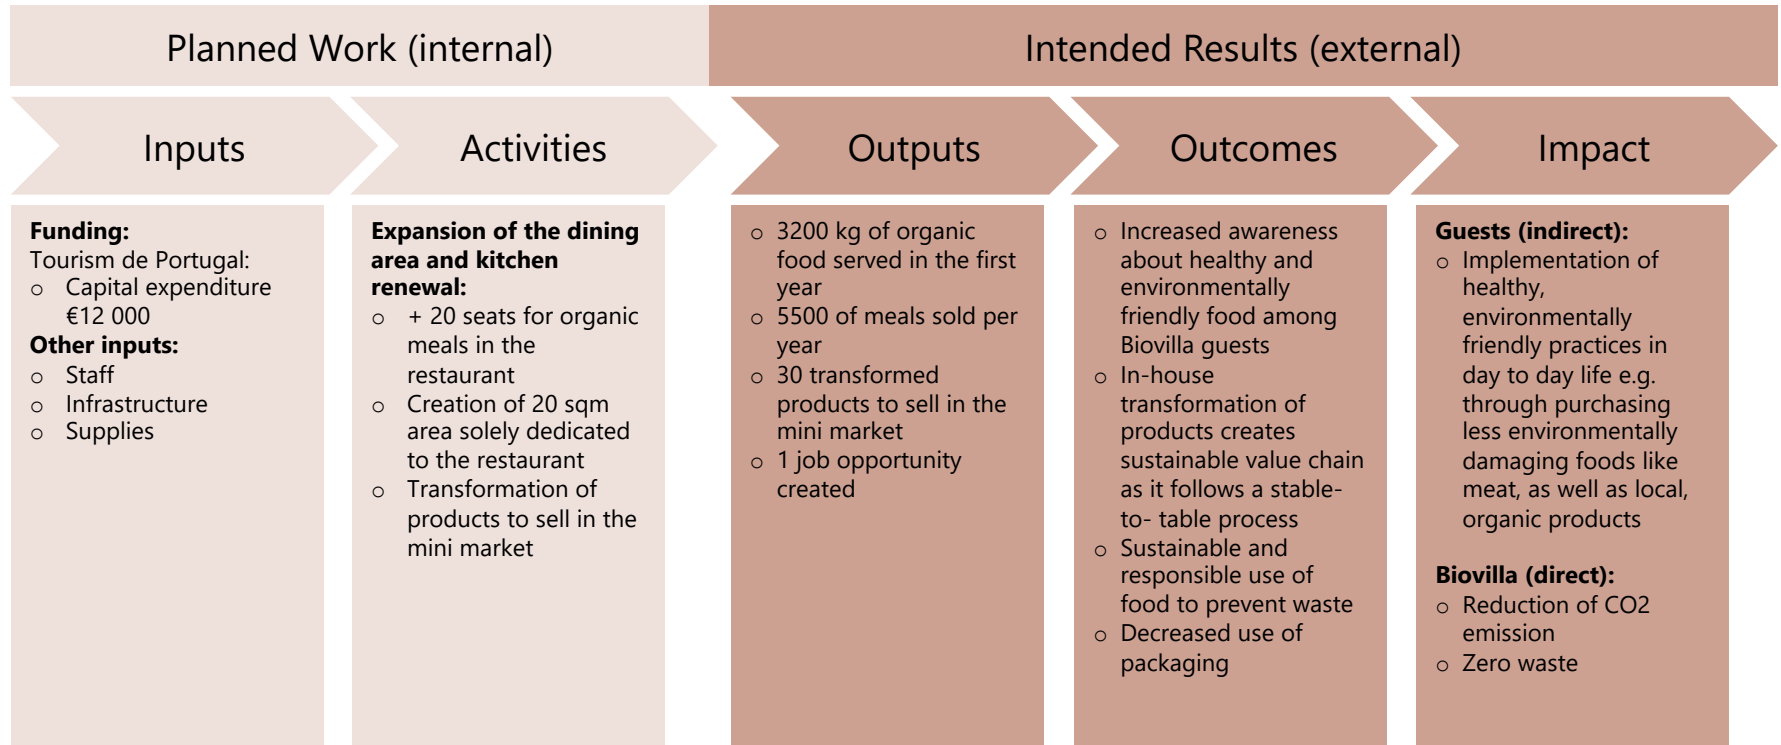 Planned Work (internal)
Intended Results (external)
Inputs
Activities
Outputs
Outcomes
Impact
Funding:
Tourism de Portugal:
o Capital expenditure
€12 000
Other inputs:
o Staff
o Infrastructure
o Supplies
Expansion of the dining
area and kitchen
renewal:
o + 20 seats for organic
meals in the
restaurant
o Creation of 20 sqm
area solely dedicated
to the restaurant
o Transformation of
products to sell in the
mini market
o 3200 kg of organic
food served in the first
year
o 5500 of meals sold per
year
o 30 transformed
products to sell in the
mini market
o 1 job opportunity
created
o Increased awareness
about healthy and
environmentally
friendly food among
Biovilla guests
o In-house
transformation of
products creates
sustainable value chain
as it follows a stable-
to- table process
o Sustainable and
responsible use of
food to prevent waste
o Decreased use of
packaging
Guests (indirect):
o Implementation of
healthy,
environmentally
friendly practices in
day to day life e.g.
through purchasing
less environmentally
damaging foods like
meat, as well as local,
organic products
Biovilla (direct):
o Reduction of CO2
emission
o Zero waste